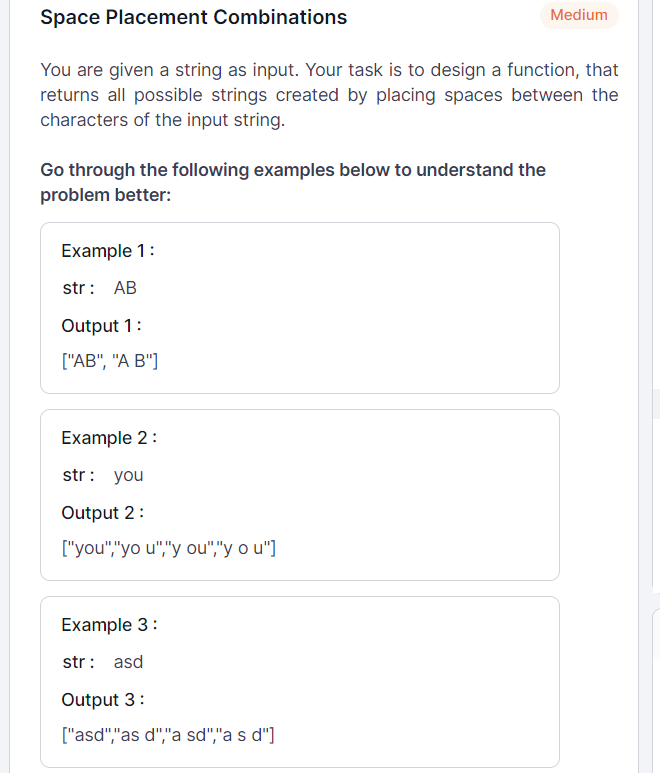 Space Placement Combinations
Medium
You are given a string as input. Your task is to design a function, that
returns all possible strings created by placing spaces between the
characters of the input string.
Go through the following examples below to understand the
problem better:
Example 1 :
str : AB
Output 1 :
["AB", "A B"]
Example 2 :
str : you
Output 2 :
["you","yo u","y ou","y o u"]
Example 3 :
str : asd
Output 3 :
["asd","as d","a sd","a s d"]